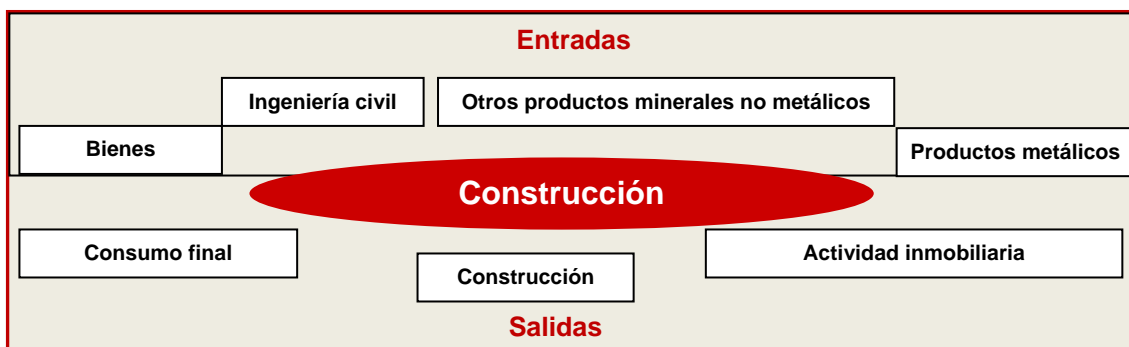 Entradas
Ingeniería civil
Otros productos minerales no metálicos
Bienes
Productos metálicos
Construcción
Consumo final
Actividad inmobiliaria
Construcción
Salidas